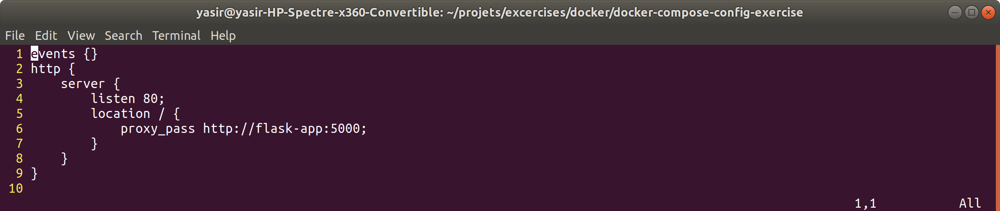 yasir@yasir-HP-Spectre-x360-Convertible: ~/projets/excercises/docker/docker-compose-config-exercise
File Edit View Search Terminal Help
1 events {}
2 http {
3     server {
4         listen 80;
5         location / {
6             proxy_pass http://flask-app:5000;
7         }
8     }
9 }
10
1,1 All